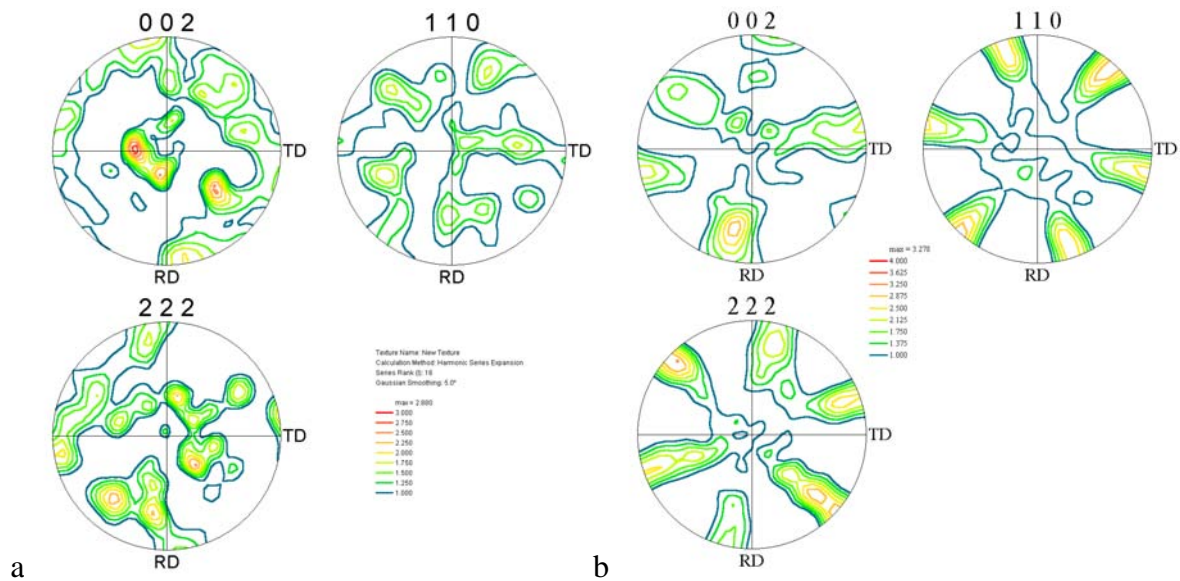 0 0 2
1 1 0
TD
RD
2 2 2
TD
RD
Texture Name: New Texture
Calculation Method: Harmonic Series Expansion
Series Rank (l): 16
Gaussian Smoothing: 5.0°
3.000
2.750
2.500
2.250
2.000
1.750
1.500
1.250
1.000
a
0 0 2
1 1 0
TD
TD
RD
RD
max = 3.278
4.000
3.625
3.250
2.875
2.500
2.125
1.750
1.375
1.000
2 2 2
TD
RD
b